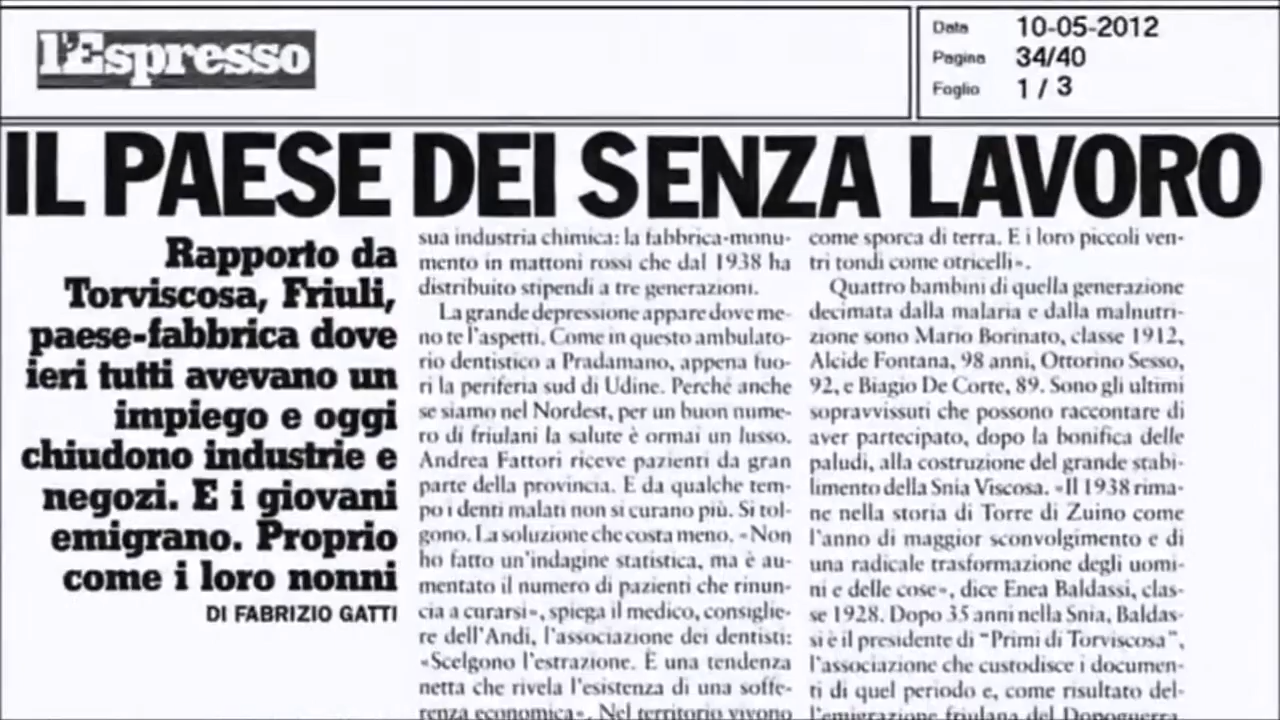 l'Espresso
Data 10-05-2012
Pagina 34/40
Foglio 1 / 3
IL PAESE DEI SENZA LAVORO
Rapporto da
Torviscosa, Friuli,
paese-fabbrica dove
ieri tutti avevano un
impiego e oggi
chiudono industrie e
negozi. E i giovani
emigrano. Proprio
come i loro nonni
DI FABRIZIO GATTI
sua industria chimica: la fabbrica-monu-
mento in mattoni rossi che dal 1938 ha
distribuito stipendi a tre generazioni.
La grande depressione appare dove me-
no te l'aspetti. Come in questo ambulato-
rio dentistico a Pradamano, appena fuo-
ri la periferia sud di Udine. Perché anche
se siamo nel Nordest, per un buon nume-
ro di friulani la salute è ormai un lusso.
Andrea Fattori riceve pazienti da gran
parte della provincia. E da qualche tem-
po i denti malati non si curano più. Si tol-
gono. La soluzione che costa meno. «Non
ho fatto un'indagine statistica, ma è au-
mentato il numero di pazienti che rinun-
cia a curarsi», spiega il medico, consiglie-
re dell'Andi, l'associazione dei dentisti:
«Scelgono l'estrazione. È una tendenza
netta che rivela l'esistenza di una soffe-
renza economica». Nel territorio vivono
come sporca di terra. E i loro piccoli ven-
tri tondi come otricelli».
Quattro bambini di quella generazione
decimata dalla malaria e dalla malnutri-
zione sono Mario Borinato, classe 1912,
Alcide Fontana, 98 anni, Ottorino Sesso,
92, e Biagio De Corte, 89. Sono gli ultimi
sopravvissuti che possono raccontare di
aver partecipato, dopo la bonifica delle
paludi, alla costruzione del grande stabi-
limento della Snia Viscosa. «Il 1938 rima-
ne nella storia di Torre di Zuino come
l'anno di maggior sconvolgimento e di
una radicale trasformazione degli uomi-
ni e delle cose», dice Enea Baldassi, clas-
se 1928. Dopo 35 anni nella Snia, Baldas-
si è il presidente di "Primi di Torviscosa",
l'associazione che custodisce i documen-
ti di quel periodo e, come risultato del-
l'emigrazione friulana del Dopoguerra